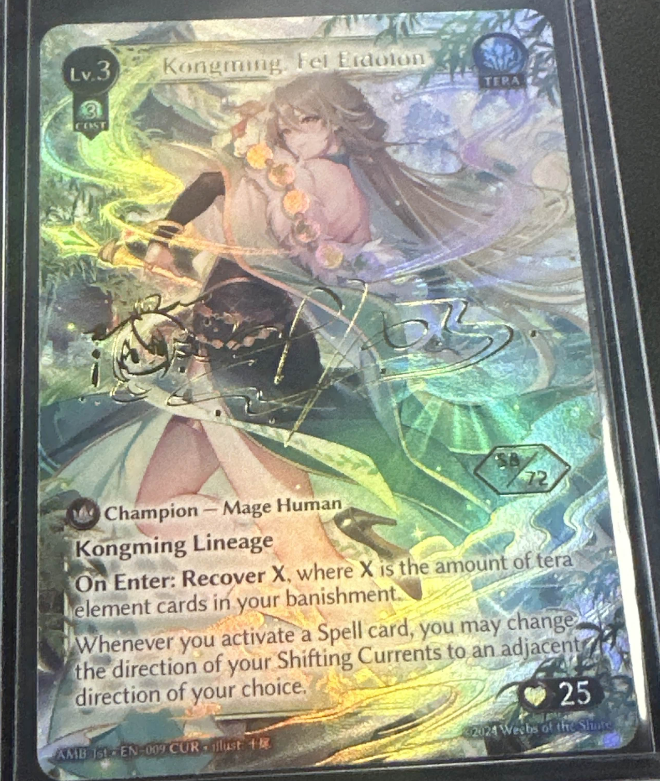 Lv.3
Kongming, Fei Eidolon
TERA
3
COST
58/72
Champion — Mage Human
Kongming Lineage
On Enter: Recover X, where X is the amount of tera
element cards in your banishment.
Whenever you activate a Spell card, you may change
the direction of your Shifting Currents to an adjacent
direction of your choice.
25
©2024 Weebs of the Shore
AMB 1st • EN-009 CUR • illust: 十尾